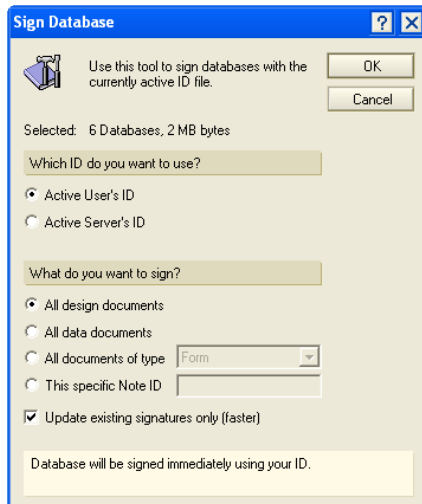 Sign Database
Use this tool to sign databases with the
currently active ID file.
OK
Cancel
Selected: 6 Databases, 2 MB bytes
Which ID do you want to use?
Active User's ID
Active Server's ID
What do you want to sign?
All design documents
All data documents
All documents of type Form
This specific Note ID
Update existing signatures only (faster)
Database will be signed immediately using your ID.